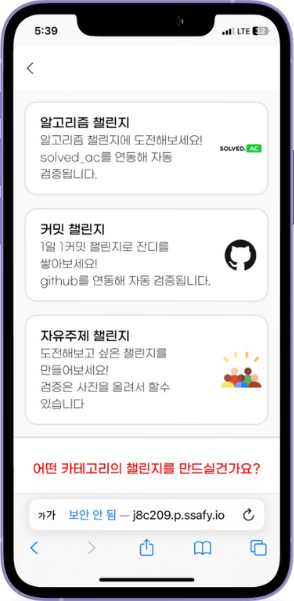 5:39
LTE 32
알고리즘 챌린지
알고리즘 챌린지에 도전해보세요!
solved_ac를 연동해 자동
검증됩니다.
SOLVED.AC
커밋 챌린지
1일 1커밋 챌린지로 잔디를
쌓아보세요!
github를 연동해 자동 검증됩니다.
자유주제 챌린지
도전해보고 싶은 챌린지를
만들어보세요!
검증은 사진을 올려서 할수
있습니다
어떤 카테고리의 챌린지를 만드실건가요?
가가 보안 안 됨 — j8c209.p.ssafy.io